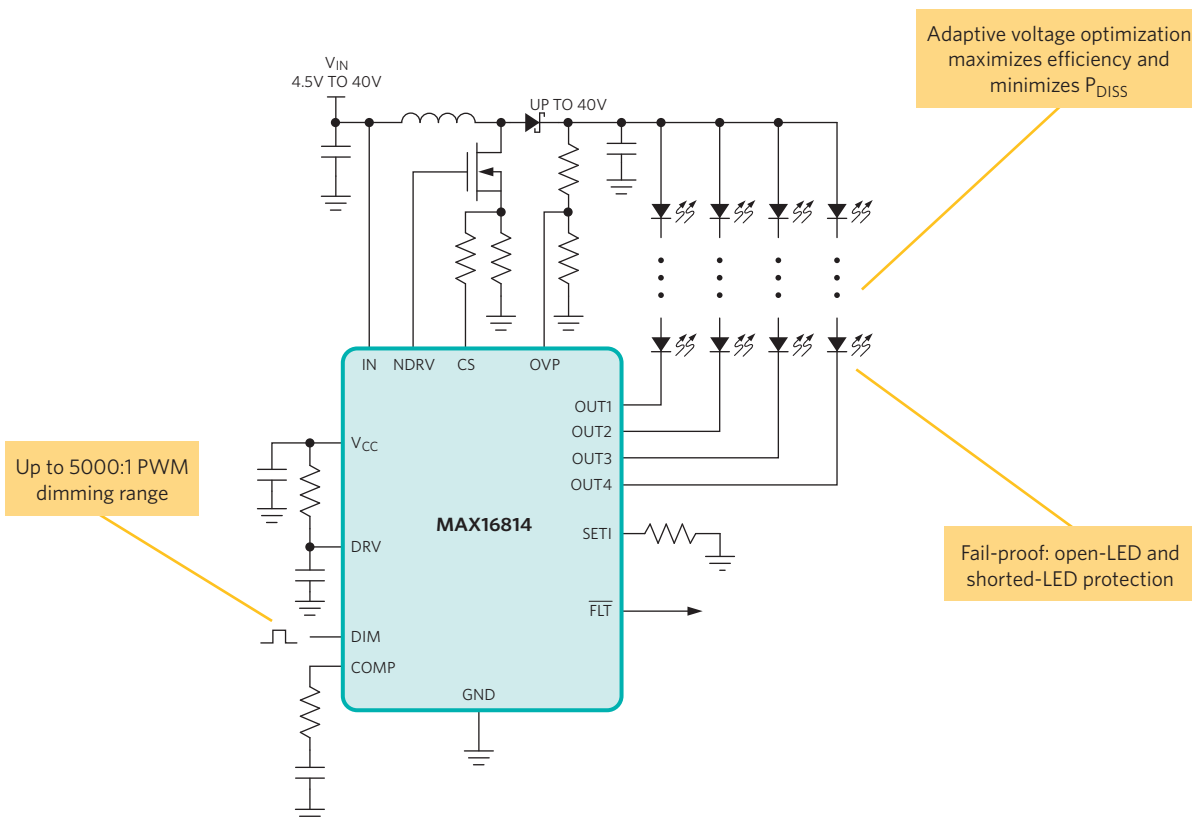 Adaptive voltage optimization
maximizes efficiency and
minimizes PDISS
VIN
4.5V TO 40V
UP TO 40V
IN
NDRV
CS
OVP
OUT1
OUT2
OUT3
OUT4
VCC
Up to 5000:1 PWM
dimming range
MAX16814
SETI
DRV
Fail-proof: open-LED and
shorted-LED protection
FLT
DIM
COMP
GND